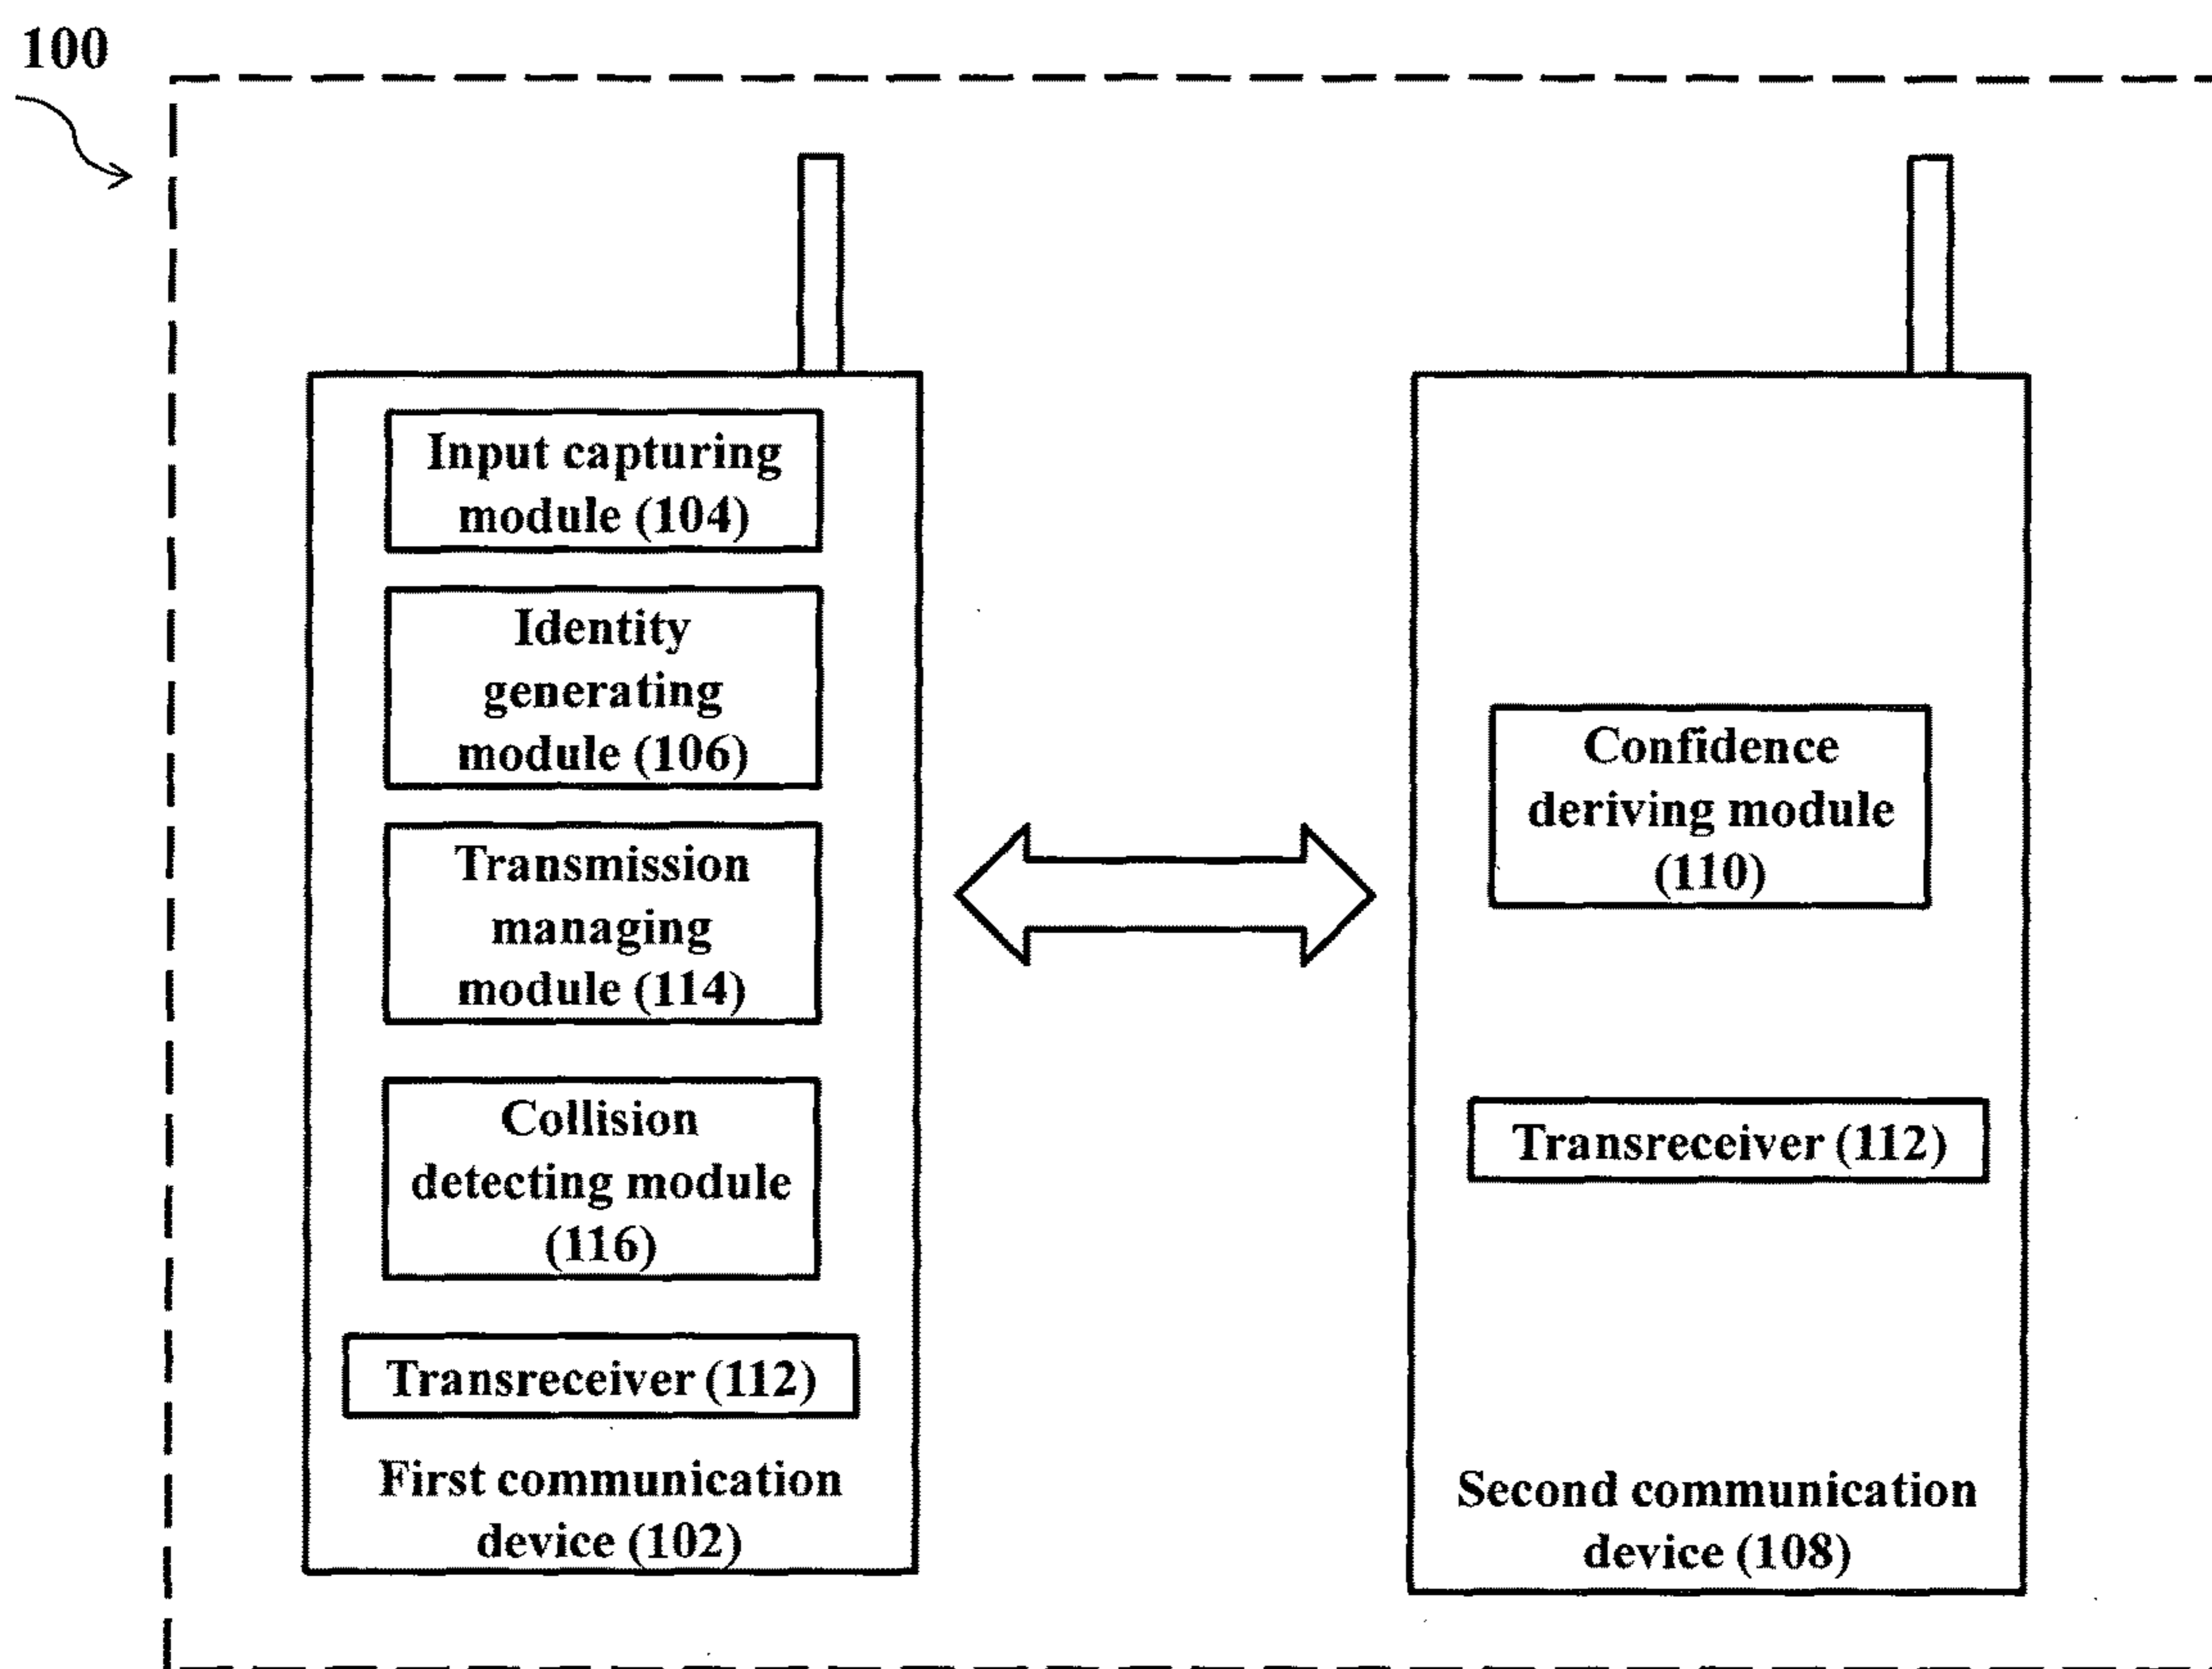 100
Input capturing
module (104)
Identity
generating
module (106)
Transmission
managing
module (114)
Collision
detecting module
(116)
Transreceiver (112)
First communication
device (102)
Confidence
deriving module
(110)
Transreceiver (112)
Second communication
device (108)